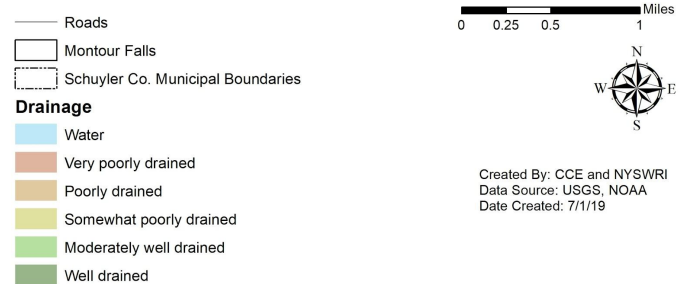 Roads
Montour Falls
Schuyler Co. Municipal Boundaries
Drainage
Water
Very poorly drained
Poorly drained
Somewhat poorly drained
Moderately well drained
Well drained
Miles
0 0.25 0.5 1
N
W E
S
Created By: CCE and NYSWRI
Data Source: USGS, NOAA
Date Created: 7/1/19